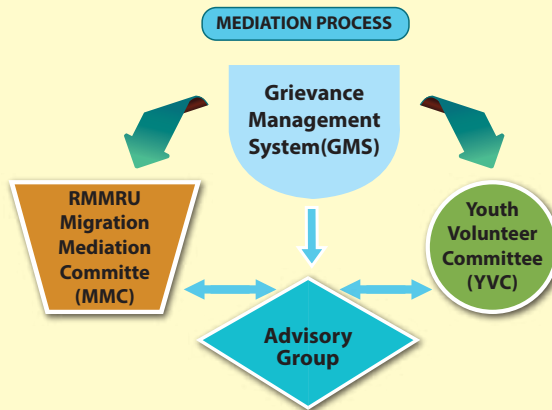 MEDIATION PROCESS
Grievance
Management
System(GMS)
RMMRU
Migration
Mediation
Committe
(MMC)
Youth
Volunteer
Committee
(YVC)
Advisory
Group